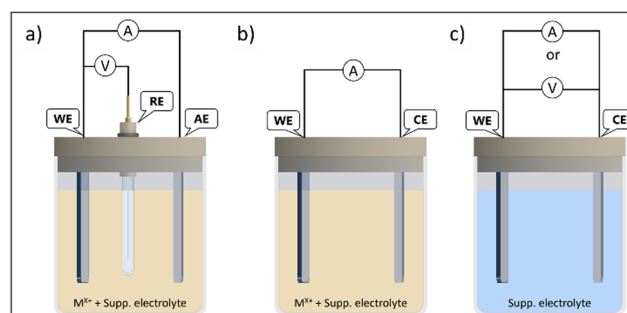 a)
A
V
RE
WE
AE
Mˣ⁺ + Supp. electrolyte
b)
A
WE
CE
Mˣ⁺ + Supp. electrolyte
c)
A
or
V
WE
CE
Supp. electrolyte